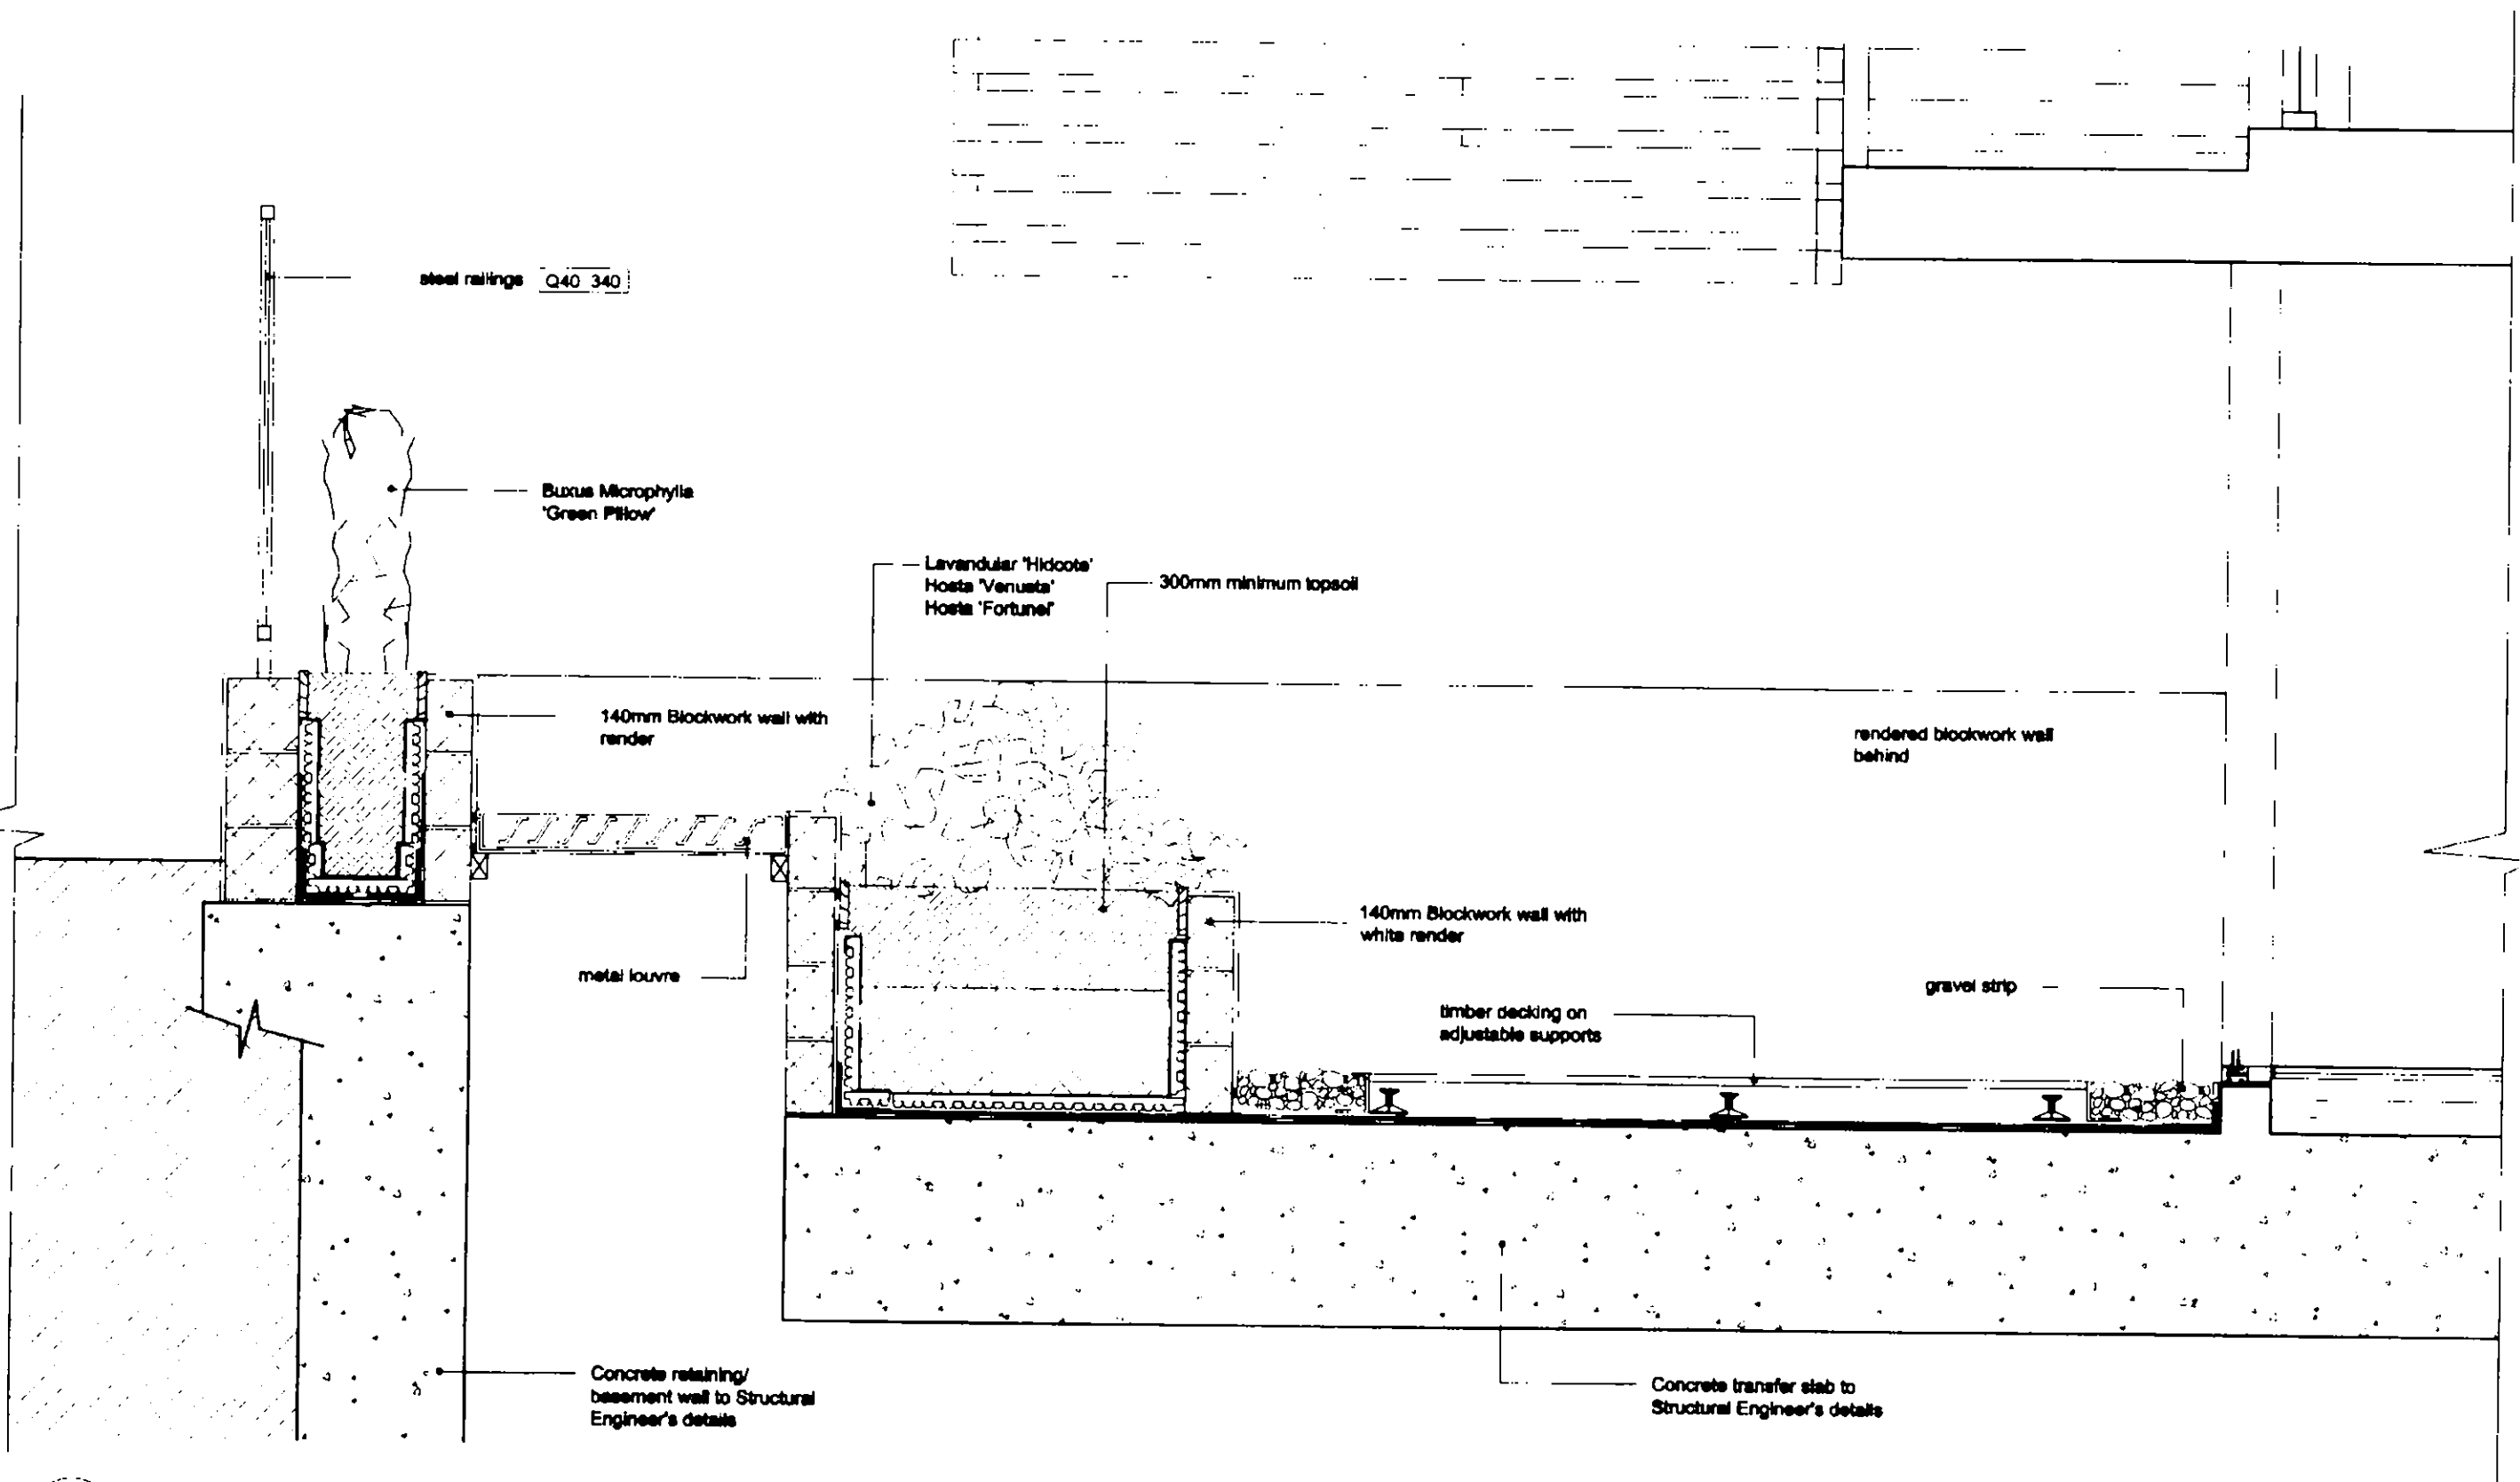 steel railings Q40 340
Buxus Microphylla
'Green Pillow'
Lavandular 'Hidcote'
Hosta 'Venusta'
Hosta 'Fortunei'
300mm minimum topsoil
140mm Blockwork wall with
render
rendered blockwork wall
behind
140mm Blockwork wall with
white render
metal louvre
gravel strip
timber decking on
adjustable supports
Concrete retaining/
basement wall to Structural
Engineer's details
Concrete transfer slab to
Structural Engineer's details